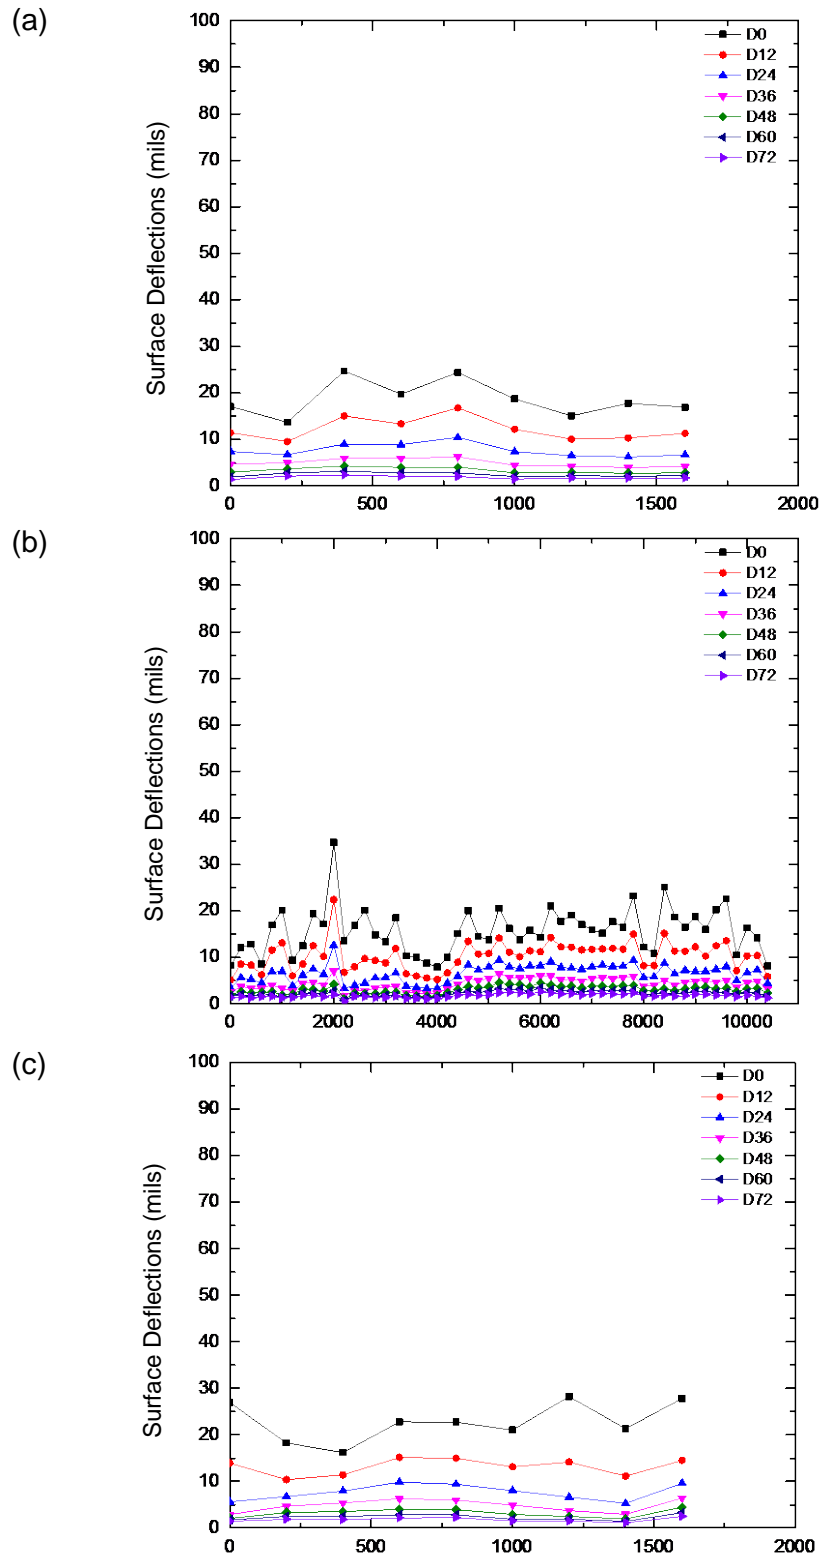 (a)
100
90
80
70
60
50
40
30
20
10
0
Surface Deflections (mils)
D0
D12
D24
D36
D48
D60
D72
0 500 1000 1500 2000
(b)
100
90
80
70
60
50
40
30
20
10
0
Surface Deflections (mils)
D0
D12
D24
D36
D48
D60
D72
0 2000 4000 6000 8000 10000
(c)
100
90
80
70
60
50
40
30
20
10
0
Surface Deflections (mils)
D0
D12
D24
D36
D48
D60
D72
0 500 1000 1500 2000